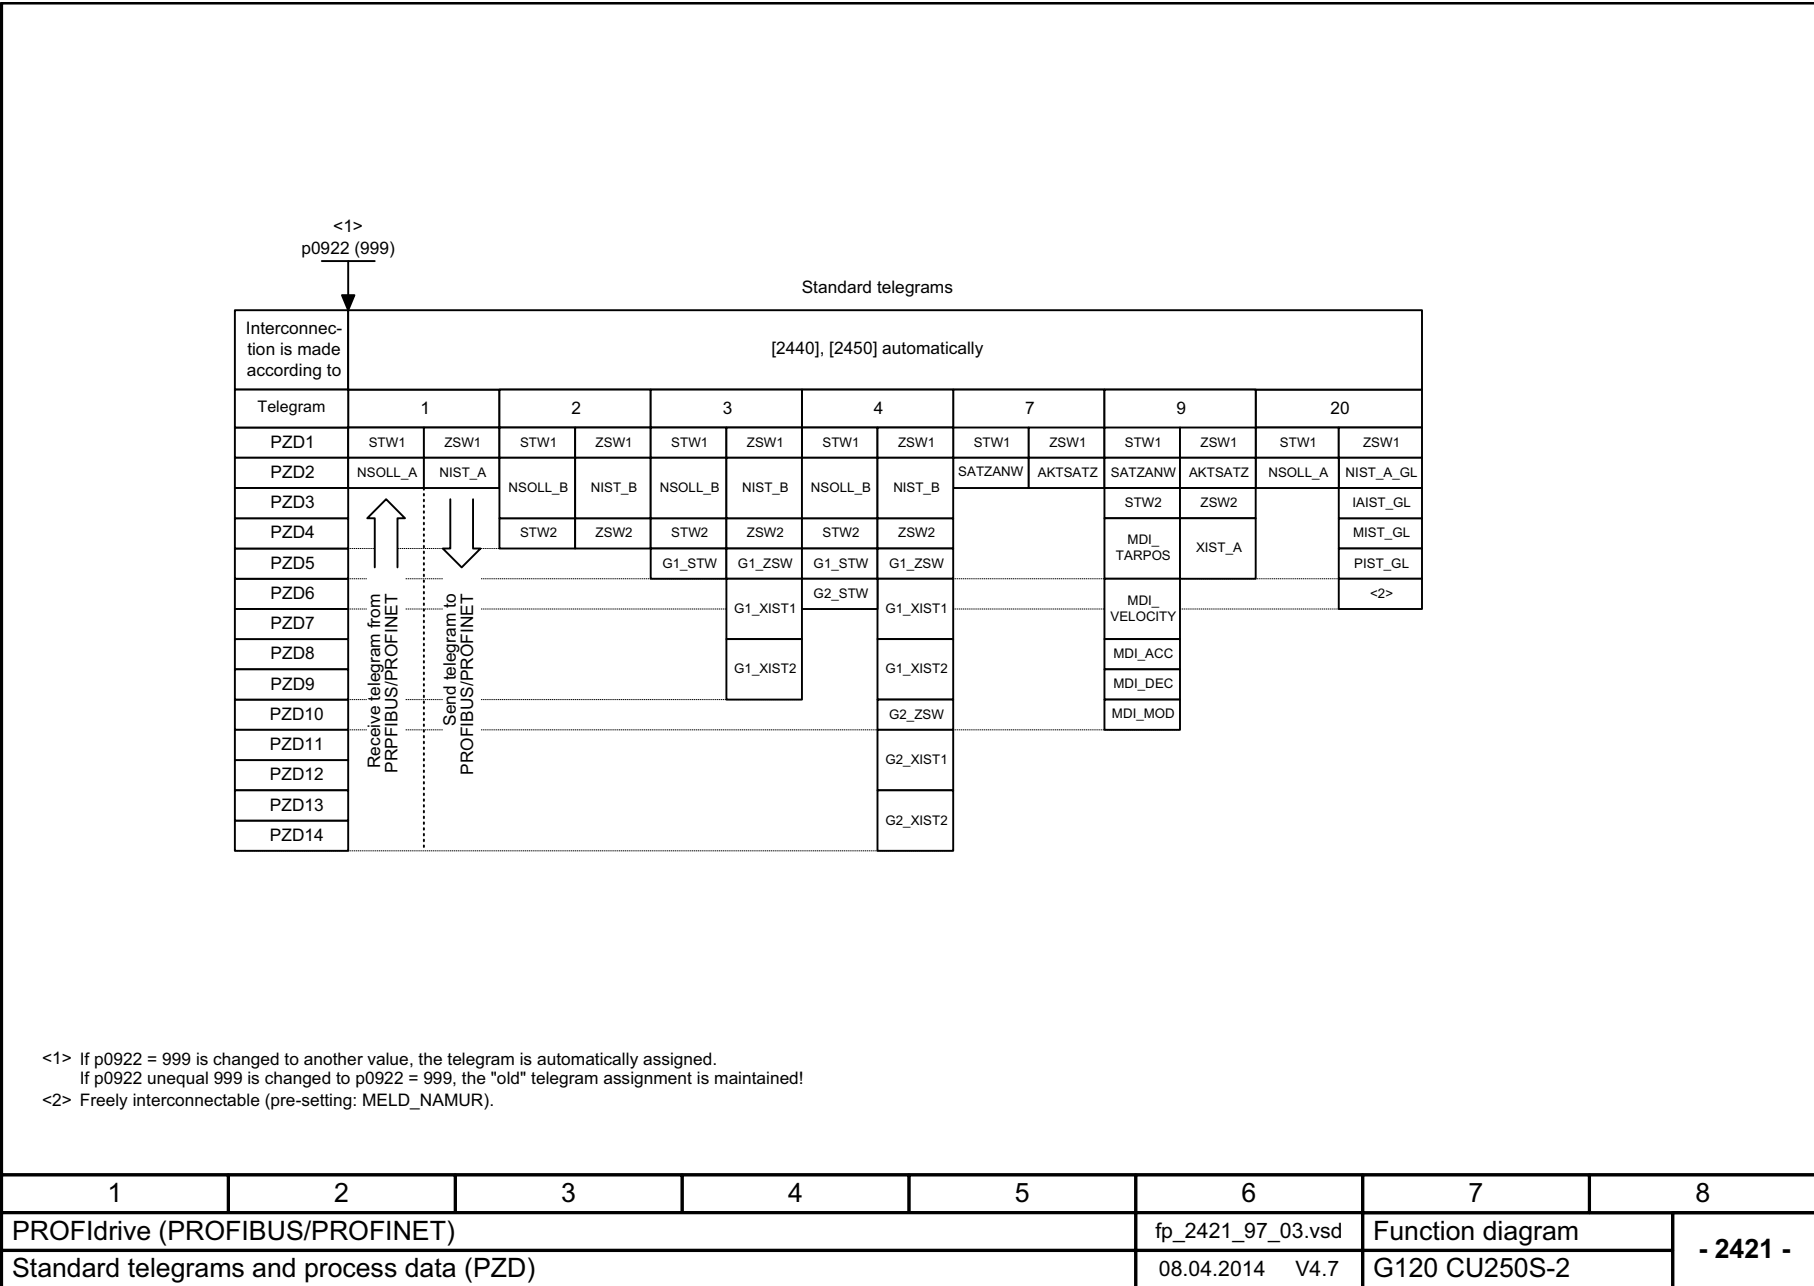 <1>
p0922 (999)
Standard telegrams
Interconnec-
tion is made
according to
[2440], [2450] automatically
Telegram 1 2 3 4 7 9 20
PZD1 STW1 ZSW1 STW1 ZSW1 STW1 ZSW1 STW1 ZSW1 STW1 ZSW1 STW1 ZSW1 STW1 ZSW1
PZD2 NSOLL_A NIST_A NSOLL_B NIST_B NSOLL_B NIST_B NSOLL_B NIST_B SATZANW AKTSATZ SATZANW AKTSATZ NSOLL_A NIST_A_GL
PZD3 STW2 ZSW2 IAIST_GL
PZD4 STW2 ZSW2 STW2 ZSW2 STW2 ZSW2 MDI_
TARPOS XIST_A MIST_GL
PZD5 G1_STW G1_ZSW G1_STW G1_ZSW PIST_GL
PZD6 G1_XIST1 G2_STW G1_XIST1 MDI_
VELOCITY <2>
PZD7
PZD8 G1_XIST2 G1_XIST2 MDI_ACC
PZD9 MDI_DEC
PZD10 G2_ZSW MDI_MOD
PZD11 G2_XIST1
PZD12
PZD13 G2_XIST2
PZD14
Receive telegram from
PRPFIBUS/PROFINET
Send telegram to
PROFIBUS/PROFINET
<1> If p0922 = 999 is changed to another value, the telegram is automatically assigned.
If p0922 unequal 999 is changed to p0922 = 999, the "old" telegram assignment is maintained!
<2> Freely interconnectable (pre-setting: MELD_NAMUR).
1 2 3 4 5 6 7 8
PROFIdrive (PROFIBUS/PROFINET) fp_2421_97_03.vsd Function diagram
- 2421 -
Standard telegrams and process data (PZD) 08.04.2014 V4.7 G120 CU250S-2